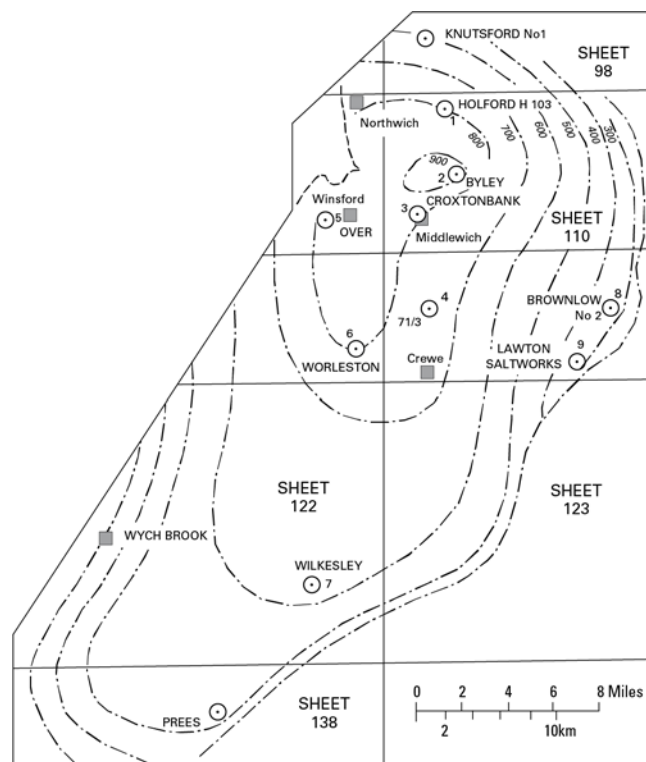 KNUTSFORD No1
SHEET
98
HOLFORD H 103
1
Northwich
800
700
600
500
400
300
900
2
BYLEY
CROXTONBANK
3
Winsford
5
OVER
Middlewich
SHEET
110
4
71/3
8
BROWNLOW
No 2
6
WORLESTON
9
LAWTON
SALTWORKS
Crewe
SHEET
122
SHEET
123
WYCH BROOK
WILKESLEY
7
PREES
SHEET
138
0 2 4 6 8 Miles
2 10km